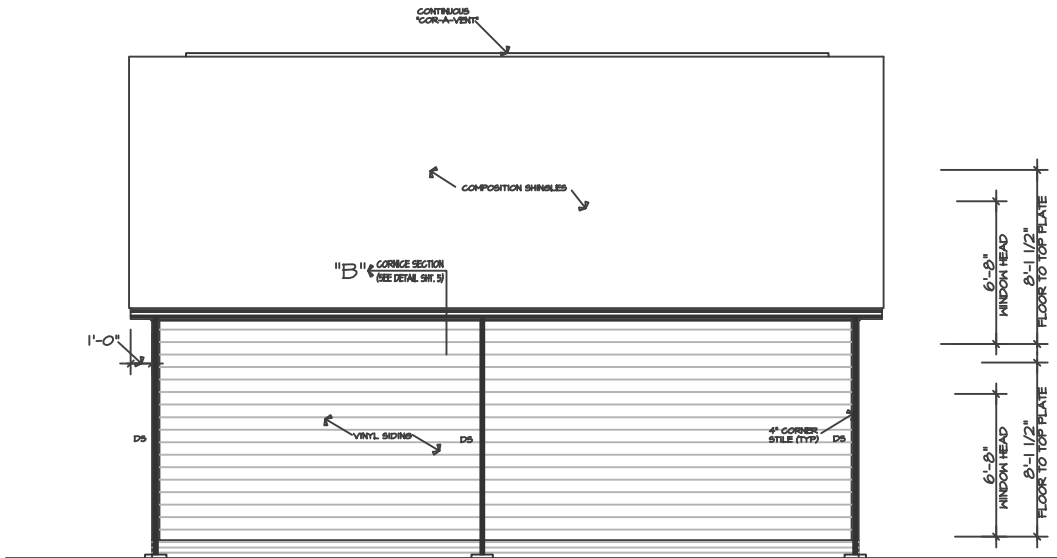 CONTINUOUS
"COR-A-VENT"
COMPOSITION SHINGLES
"B"
CORNICE SECTION
(SEE DETAIL SHT. 5)
1'-0"
DS
VINYL SIDING
DS
4" CORNER
STILE (TYP)
DS
6'-8"
WINDOW HEAD
8'-1 1/2"
FLOOR TO TOP PLATE
6'-8"
WINDOW HEAD
8'-1 1/2"
FLOOR TO TOP PLATE